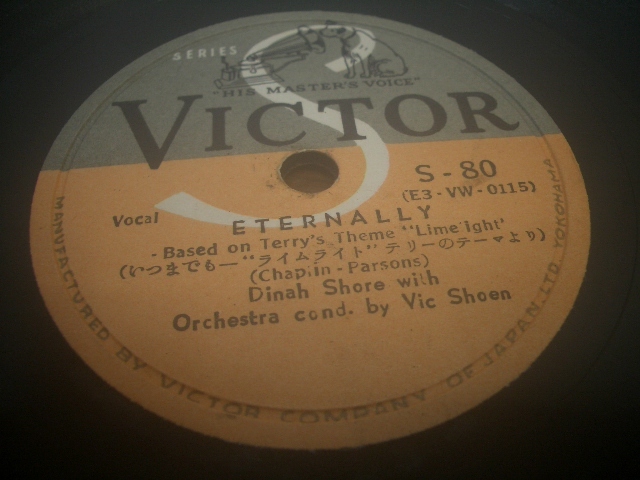 SERIES S
"HIS MASTER'S VOICE"
VICTOR
S-80
(E3-VW-0115)
Vocal
ETERNALLY
- Based on Terry's Theme "Lime ight'
(いつまでも—"ライムライト" テリーのテーマより)
(Chaplin - Parsons)
Dinah Shore with
Orchestra cond. by Vic Shoen
MANUFACTURED BY VICTOR COMPANY OF JAPAN, LTD. YOKOHAMA